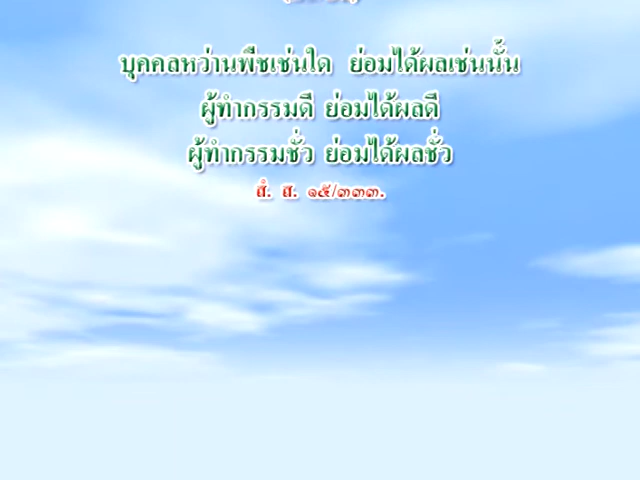 บุคคลหว่านพืชเช่นใด ย่อมได้ผลเช่นนั้น
ผู้ทำกรรมดี ย่อมได้ผลดี
ผู้ทำกรรมชั่ว ย่อมได้ผลชั่ว
สํ. ส. ๑๕/๓๓๓.